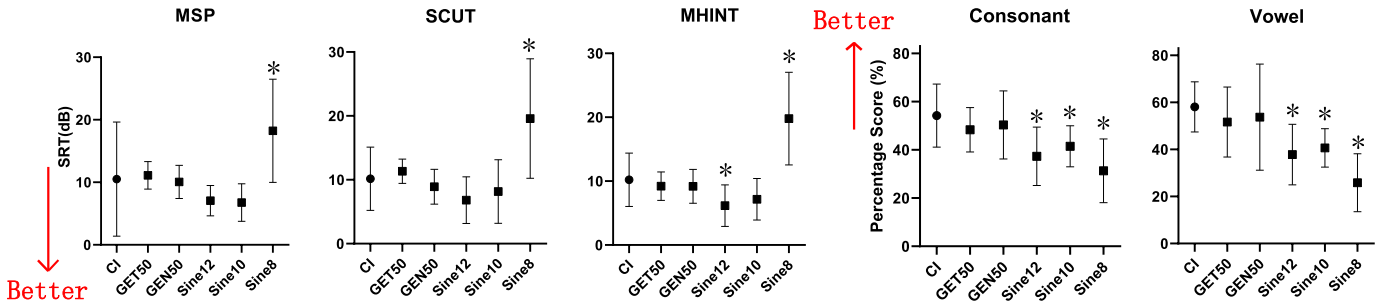 MSP
SRT(dB)
30
20
10
0
CI
GET50
GEN50
Sine12
Sine10
Sine8
*
Better
SCUT
30
20
10
0
CI
GET50
GEN50
Sine12
Sine10
Sine8
*
MHINT
30
20
10
0
CI
GET50
GEN50
Sine12
Sine10
Sine8
*
*
Better
Consonant
Percentage Score (%)
80
60
40
20
0
CI
GET50
GEN50
Sine12
Sine10
Sine8
*
*
*
Vowel
80
60
40
20
0
CI
GET50
GEN50
Sine12
Sine10
Sine8
*
*
*